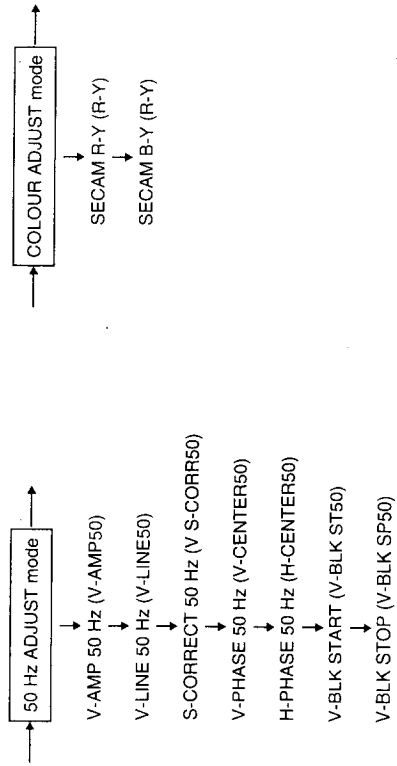 50 Hz ADJUST mode
V-AMP 50 Hz (V-AMP50)
V-LINE 50 Hz (V-LINE50)
S-CORRECT 50 Hz (V S-CORR50)
V-PHASE 50 Hz (V-CENTER50)
H-PHASE 50 Hz (H-CENTER50)
V-BLK START (V-BLK ST50)
V-BLK STOP (V-BLK SP50)
COLOUR ADJUST mode
SECAM R-Y (R-Y)
SECAM B-Y (R-Y)